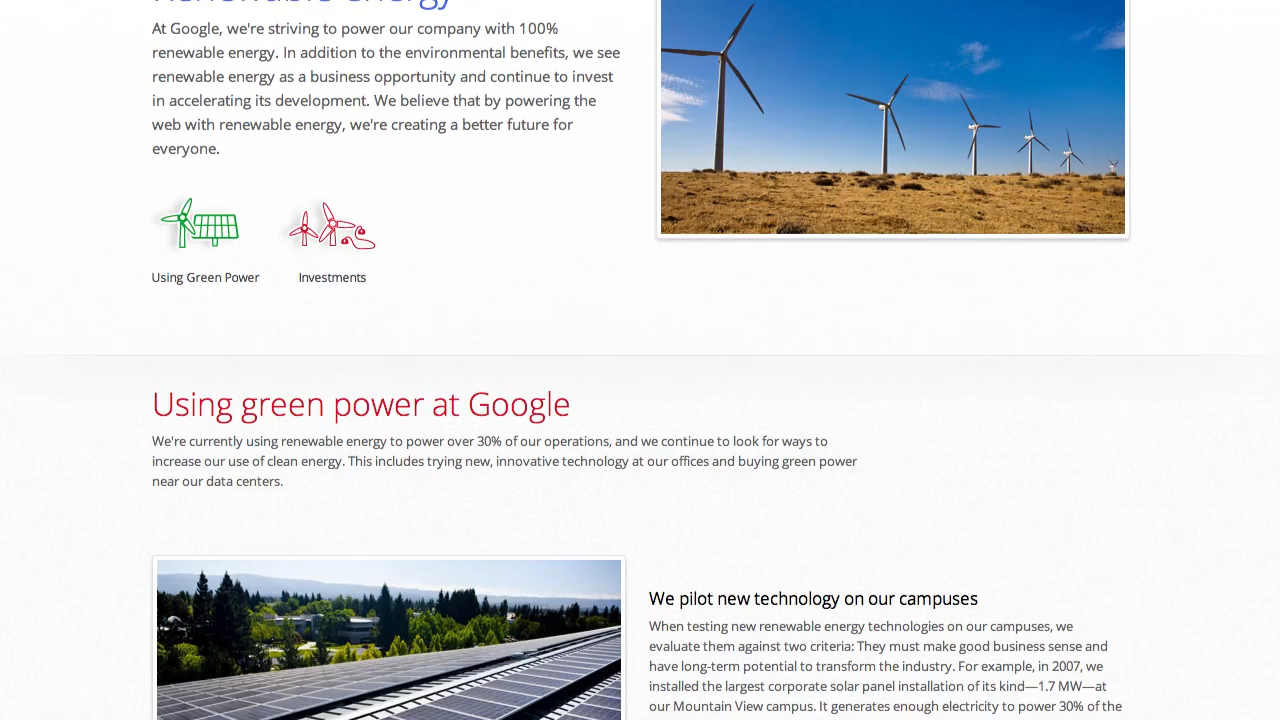 Renewable energy
At Google, we're striving to power our company with 100%
renewable energy. In addition to the environmental benefits, we see
renewable energy as a business opportunity and continue to invest
in accelerating its development. We believe that by powering the
web with renewable energy, we're creating a better future for
everyone.
Using Green Power
Investments
Using green power at Google
We're currently using renewable energy to power over 30% of our operations, and we continue to look for ways to
increase our use of clean energy. This includes trying new, innovative technology at our offices and buying green power
near our data centers.
We pilot new technology on our campuses
When testing new renewable energy technologies on our campuses, we
evaluate them against two criteria: They must make good business sense and
have long-term potential to transform the industry. For example, in 2007, we
installed the largest corporate solar panel installation of its kind—1.7 MW—at
our Mountain View campus. It generates enough electricity to power 30% of the